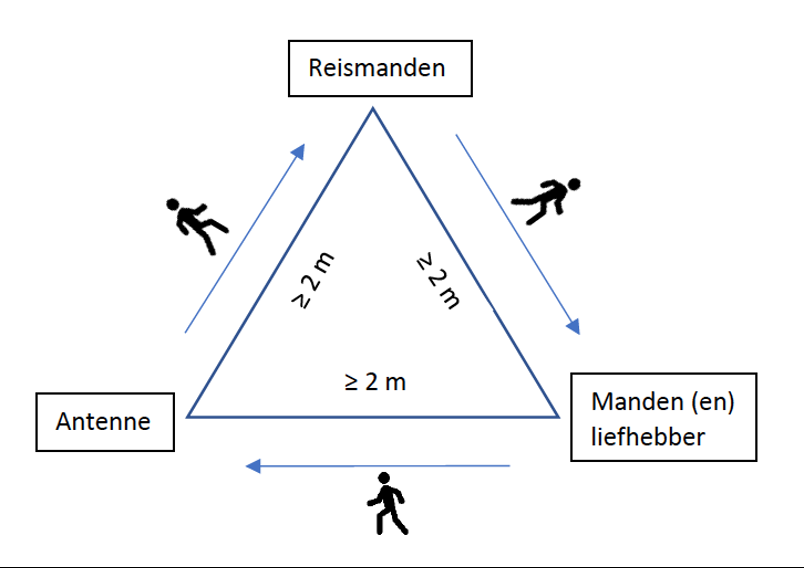 Reismanden
≥ 2 m
≥ 2 m
≥ 2 m
Antenne
Manden (en)
liefhebber